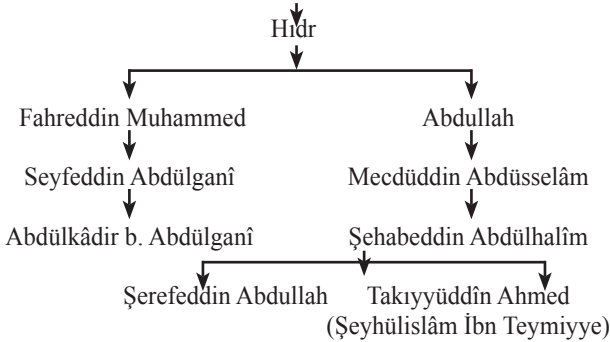 Hıdr
Fahreddin Muhammed Abdullah
Seyfeddin Abdülganî Mecdüddin Abdüsselâm
Abdülkâdir b. Abdülganî Şehabeddin Abdülhalîm
Şerefeddin Abdullah Takıyyüddîn Ahmed
(Şeyhülislâm İbn Teymiyye)